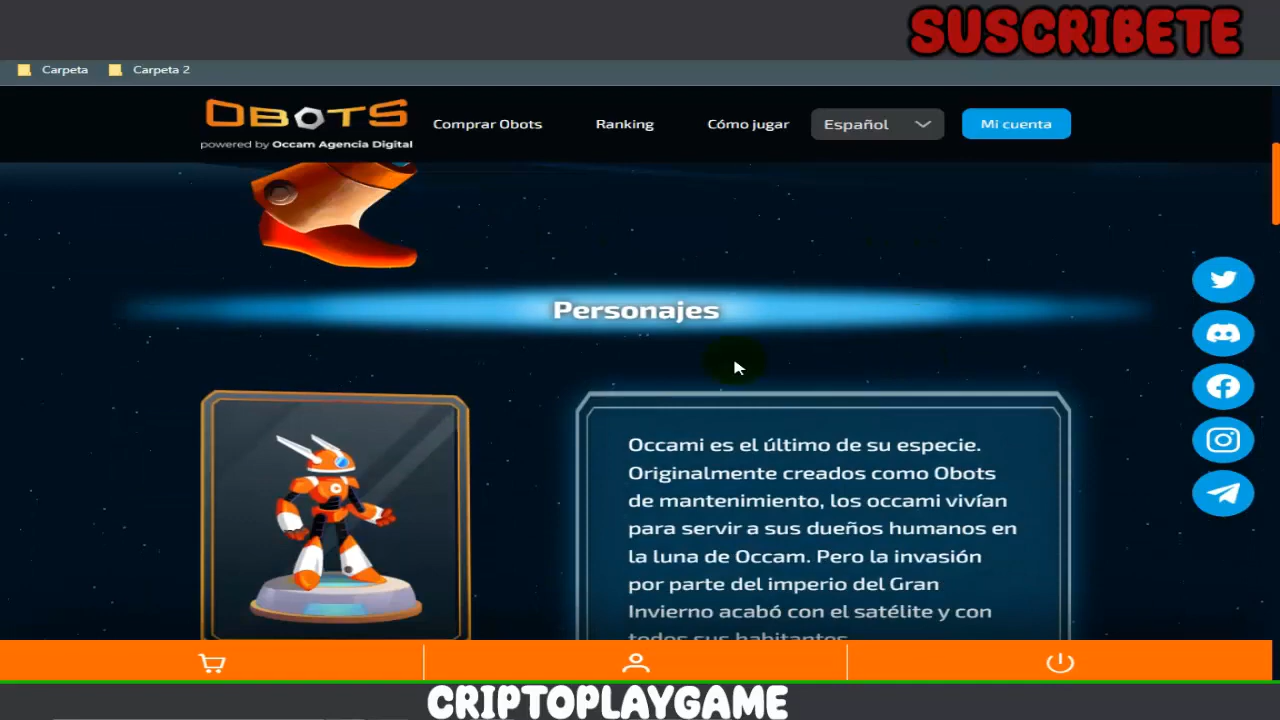 SUSCRIBETE
Carpeta
Carpeta 2
OBOTS
powered by Occam Agencia Digital
Comprar Obots
Ranking
Cómo jugar
Español
Mi cuenta
Personajes
Occami es el último de su especie.
Originalmente creados como Obots
de mantenimiento, los occami vivían
para servir a sus dueños humanos en
la luna de Occam. Pero la invasión
por parte del imperio del Gran
Invierno acabó con el satélite y con
todos sus habitantes.
CRIPTOPLAYGAME